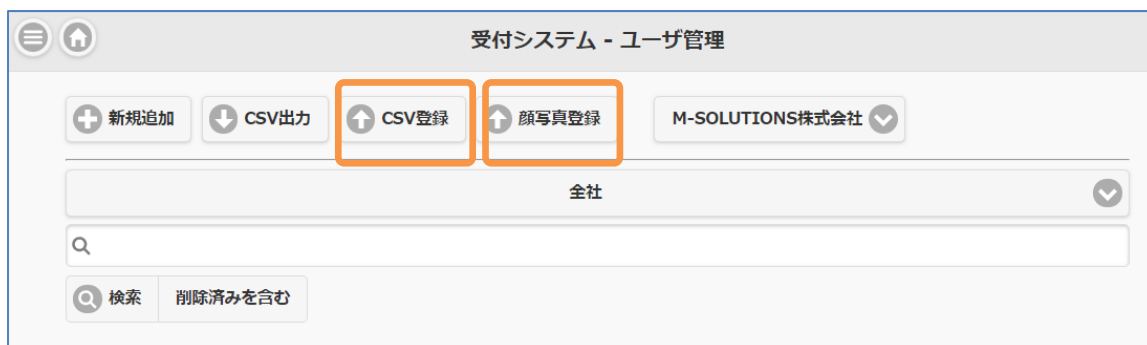 受付システム - ユーザ管理
新規追加 CSV出力 CSV登録 顔写真登録 M-SOLUTIONS株式会社
全社
検索 削除済みを含む